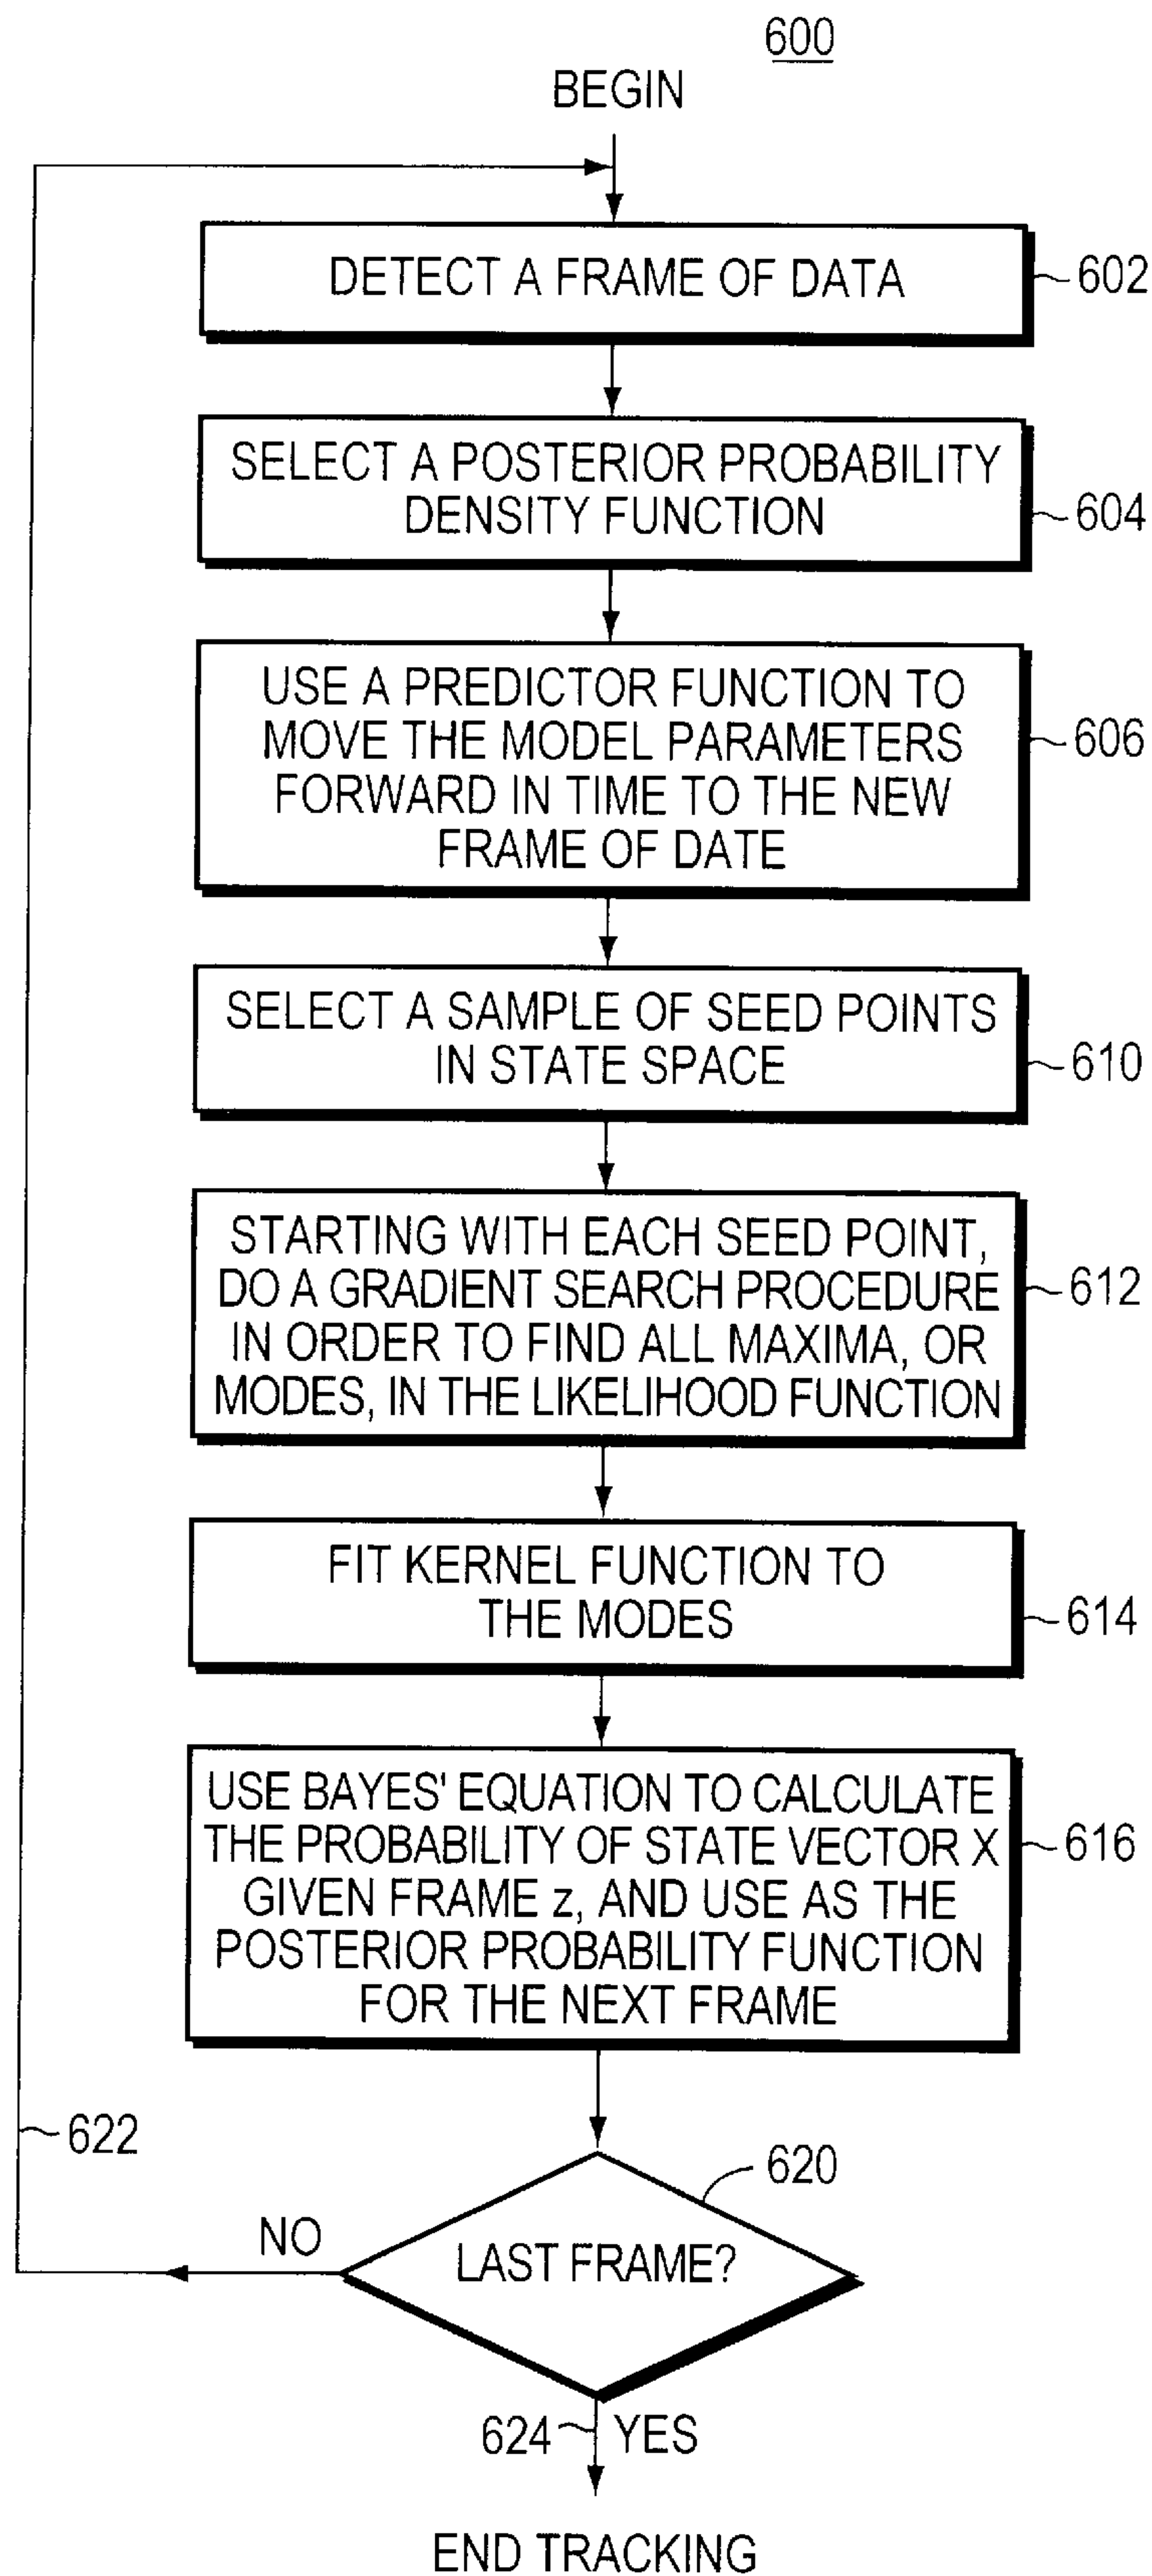 600
BEGIN
DETECT A FRAME OF DATA
602
SELECT A POSTERIOR PROBABILITY
DENSITY FUNCTION
604
USE A PREDICTOR FUNCTION TO
MOVE THE MODEL PARAMETERS
FORWARD IN TIME TO THE NEW
FRAME OF DATE
606
SELECT A SAMPLE OF SEED POINTS
IN STATE SPACE
610
STARTING WITH EACH SEED POINT,
DO A GRADIENT SEARCH PROCEDURE
IN ORDER TO FIND ALL MAXIMA, OR
MODES, IN THE LIKELIHOOD FUNCTION
612
FIT KERNEL FUNCTION TO
THE MODES
614
USE BAYES' EQUATION TO CALCULATE
THE PROBABILITY OF STATE VECTOR X
GIVEN FRAME z, AND USE AS THE
POSTERIOR PROBABILITY FUNCTION
FOR THE NEXT FRAME
616
622
620
NO
LAST FRAME?
624
YES
END TRACKING